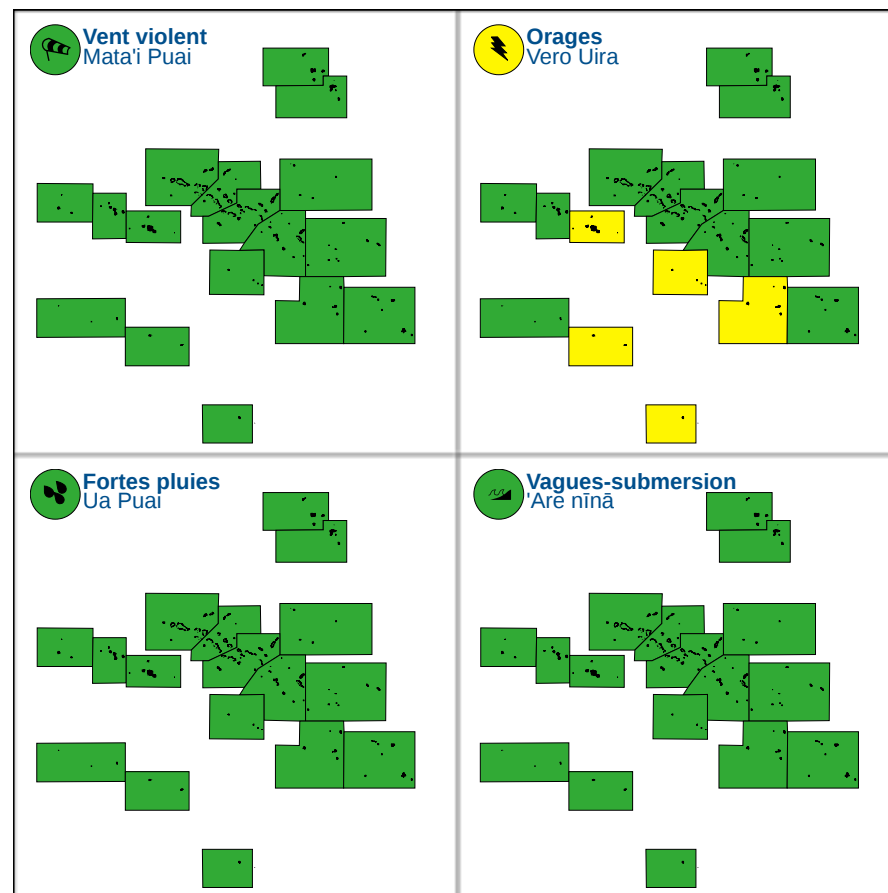 Vent violent
Mata'i Puai
Orages
Vero Uira
Fortes pluies
Ua Puai
Vagues-submersion
'Are nīnā